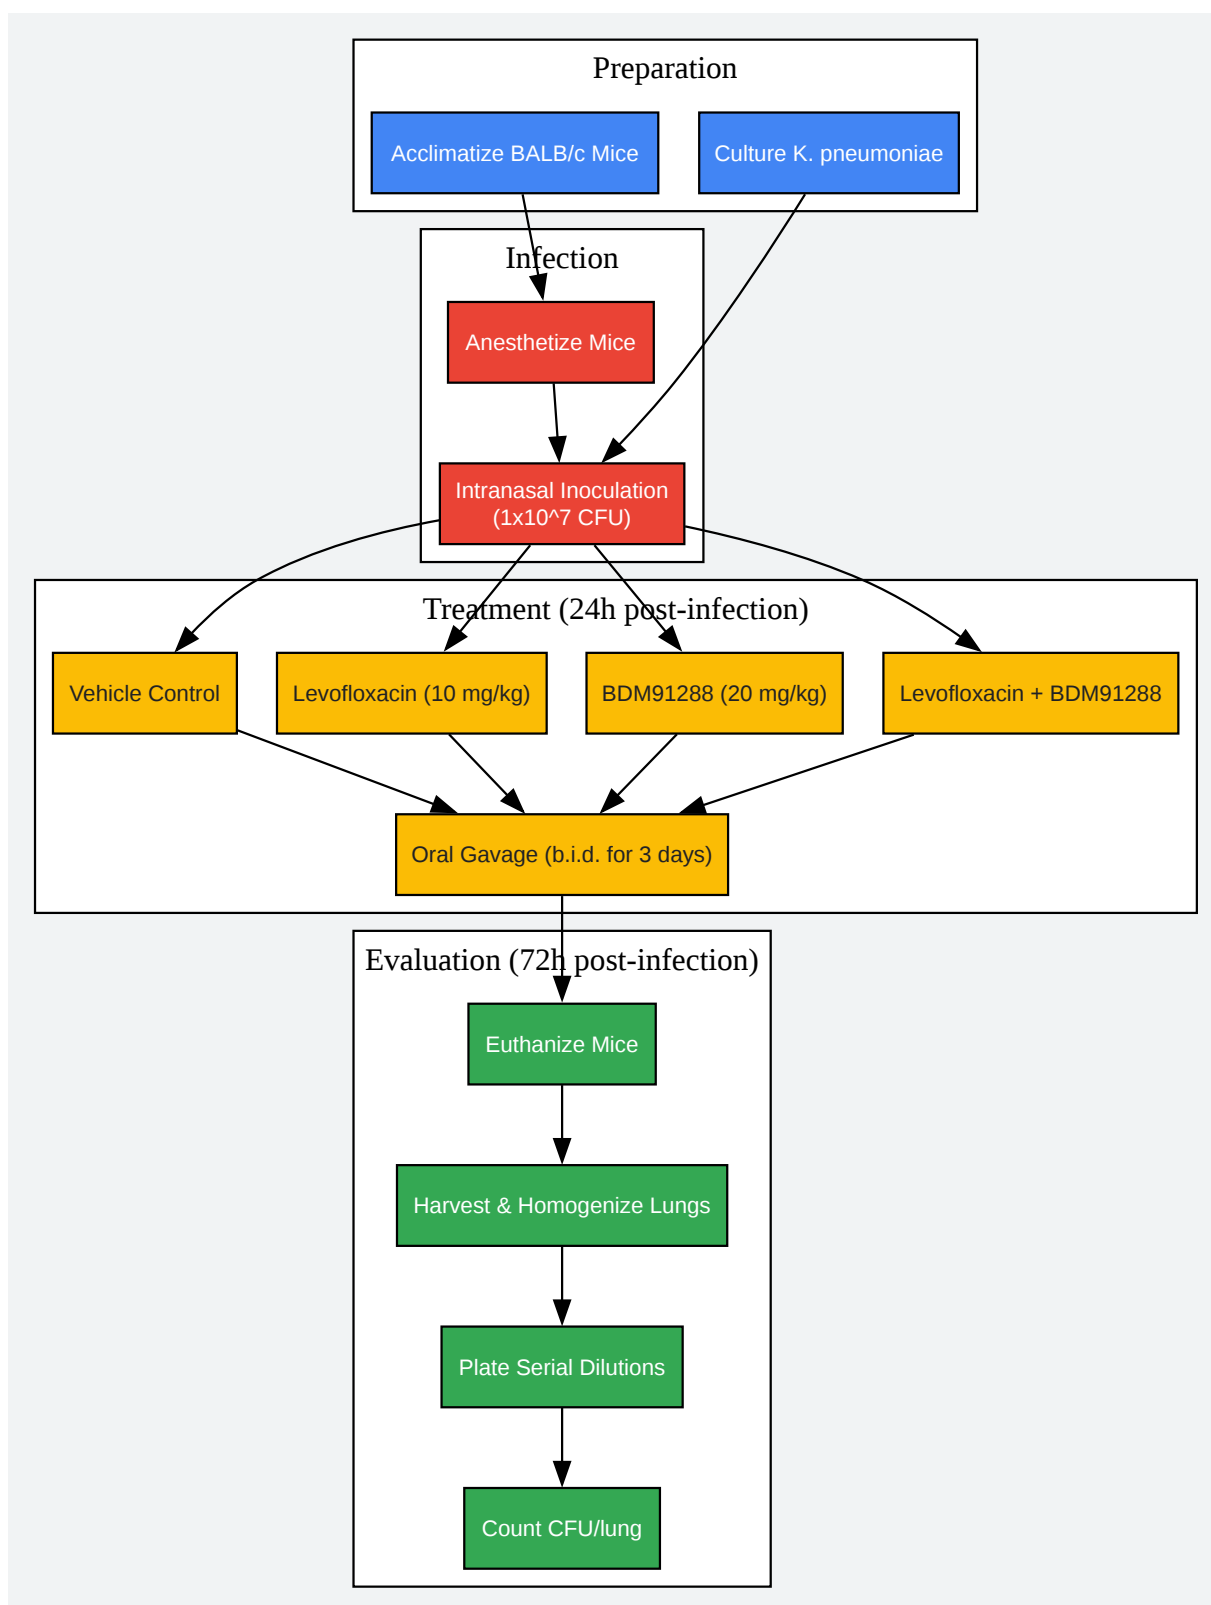 Preparation
Acclimatize BALB/c Mice
Culture K. pneumoniae
Infection
Anesthetize Mice
Intranasal Inoculation
(1x10^7 CFU)
Treatment (24h post-infection)
Vehicle Control
Levofloxacin (10 mg/kg)
BDM91288 (20 mg/kg)
Levofloxacin + BDM91288
Oral Gavage (b.i.d. for 3 days)
Evaluation (72h post-infection)
Euthanize Mice
Harvest & Homogenize Lungs
Plate Serial Dilutions
Count CFU/lung